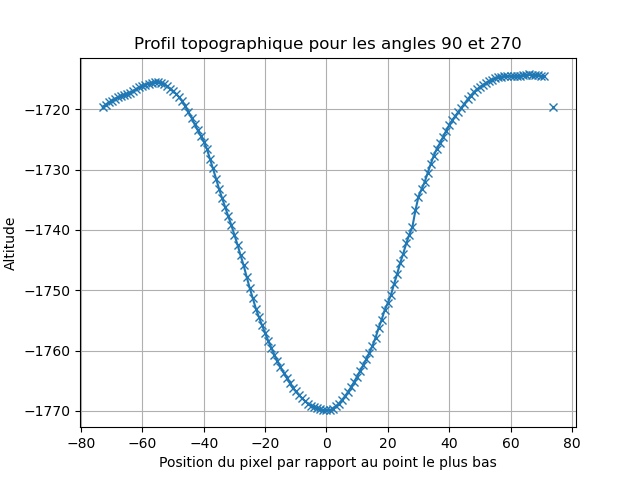 Profil topographique pour les angles 90 et 270
Altitude
−1720
−1730
−1740
−1750
−1760
−1770
−80 −60 −40 −20 0 20 40 60 80
Position du pixel par rapport au point le plus bas